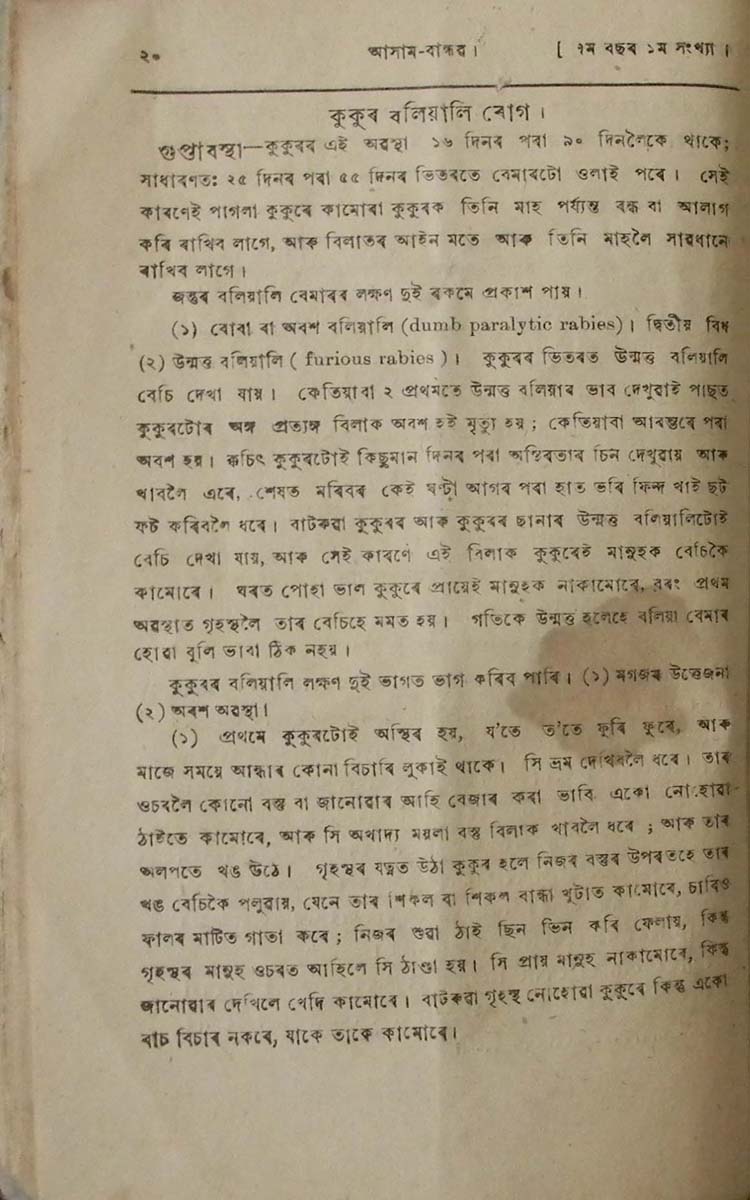 ২০ আসাম-বান্ধৱ। [ ৭ম বছৰ ১ম সংখ্যা।
কুকুৰ বলিয়ালি ৰোগ।
গুপ্তাবস্থা—কুকুৰৰ এই অৱস্থা ১৬ দিনৰ পৰা ৯০ দিনলৈকে থাকে;
সাধাৰণতঃ ২৫ দিনৰ পৰা ৫৫ দিনৰ ভিতৰতে বেমাৰটো ওলাই পৰে। সেই
কাৰণেই পাগলা কুকুৰে কামোৰা কুকুৰক তিনি মাহ পৰ্য্যন্ত বন্ধ বা আলাগ
কৰি ৰাখিব লাগে, আৰু বিলাতৰ আইন মতে আৰু তিনি মাহলৈ সাৱধানে
ৰাখিব লাগে।
জন্তুৰ বলিয়ালি বেমাৰৰ লক্ষণ দুই ৰকমে প্ৰকাশ পায়।
(১) বোবা বা অবশ বলিয়ালি (dumb paralytic rabies)। দ্বিতীয় বিধ
(২) উন্মত্ত বলিয়ালি ( furious rabies )। কুকুৰৰ ভিতৰত উন্মত্ত বলিয়ালি
বেচি দেখা যায়। কেতিয়াবা ২ প্ৰথমতে উন্মত্ত বলিয়াৰ ভাব দেখুৱাই পাছত
কুকুৰটোৰ অঙ্গ প্ৰত্যঙ্গ বিলাক অবশ হই মৃত্যু হয়; কেতিয়াবা আৰম্ভৰে পৰা
অবশ হয়। ক্বচিৎ কুকুৰটোই কিছুমান দিনৰ পৰা অস্থিৰতাৰ চিন দেখুৱায় আৰু
খাবলৈ এৰে, শেষত মৰিবৰ কেই ঘণ্টা আগৰ পৰা হাত ভৰি ফিন্দ খাই ছট
ফট কৰিবলৈ ধৰে। বাটৰুৱা কুকুৰৰ আৰু কুকুৰৰ ছানাৰ উন্মত্ত বলিয়ালিটোই
বেচি দেখা যায়, আৰু সেই কাৰণে এই বিলাক কুকুৰেই মানুহক বেচিকৈ
কামোৰে। ঘৰত পোহা ভাল কুকুৰে প্ৰায়েই মানুহক নাকামোৰে, বৰং প্ৰথম
অৱস্থাত গৃহস্থলৈ তাৰ বেচিহে মমত হয়। গতিকে উন্মত্ত হলেহে বলিয়া বেমাৰ
হোৱা বুলি ভাবা ঠিক নহয়।
কুকুৰৰ বলিয়ালি লক্ষণ দুই ভাগত ভাগ কৰিব পাৰি। (১) মগজৰ উত্তেজনা
(২) অৱশ অৱস্থা।
(১) প্ৰথমে কুকুৰটোই অস্থিৰ হয়, য'তে ত'তে ফুৰি ফুৰে, আৰু
মাজে সময়ে আন্ধাৰ কোনা বিচাৰি লুকাই থাকে। সি ভ্ৰম দেখিবলৈ ধৰে। তাৰ
ওচৰলৈ কোনো বস্তু বা জানোৱাৰ আহি বেজাৰ কৰা ভাবি একো নোহোৱা
ঠাইতে কামোৰে, আৰু সি অখাদ্য ময়লা বস্তু বিলাক খাবলৈ ধৰে; আৰু তাৰ
অলপতে খঙ উঠে। গৃহস্থৰ যত্নত উঠা কুকুৰ হলে নিজৰ বস্তুৰ উপৰতহে তাৰ
খঙ বেচিকৈ পলুৱায়, যেনে তাৰ শিকল বা শিকল বান্ধা খুটাত কামোৰে, চাৰিও
ফালৰ মাটিত গাতা কৰে; নিজৰ শুৱা ঠাই ছিন ভিন কৰি ফেলায়, কিন্তু
গৃহস্থৰ মানুহ ওচৰত আহিলে সি ঠাণ্ডা হয়। সি প্ৰায় মানুহ নাকামোৰে, কিন্তু
জানোৱাৰ দেখিলে খেদি কামোৰে। বাটৰুৱা গৃহস্থ নোহোৱা কুকুৰে কিন্তু একো
বাচ বিচাৰ নকৰে, যাকে তাকে কামোৰে।